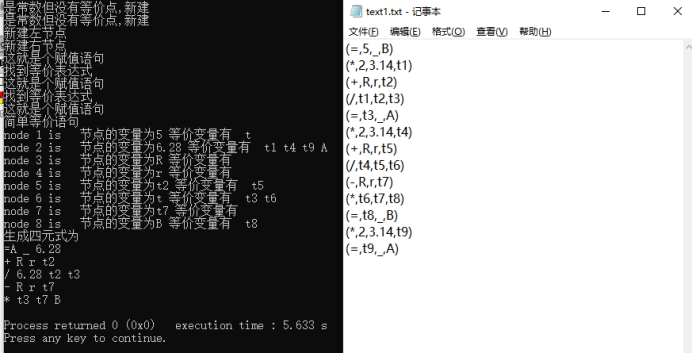 是常数但没有等价点,新建
是常数但没有等价点,新建
新建左节点
新建右节点
这就是个赋值语句
找到等价表达式
这就是个赋值语句
找到等价表达式
这就是个赋值语句
简单等价语句
node 1 is 节点的变量为5 等价变量有 t
node 2 is 节点的变量为6.28 等价变量有 t1 t4 t9 A
node 3 is 节点的变量为R 等价变量有
node 4 is 节点的变量为r 等价变量有
node 5 is 节点的变量为t2 等价变量有 t5
node 6 is 节点的变量为t 等价变量有 t3 t6
node 7 is 节点的变量为t7 等价变量有
node 8 is 节点的变量为B 等价变量有 t8
生成四元式为
=A _ 6.28
+ R r t2
/ 6.28 t2 t3
- R r t7
* t3 t7 B
Process returned 0 (0x0) execution time : 5.633 s
Press any key to continue.
text1.txt - 记事本
文件(F) 编辑(E) 格式(O) 查看(V) 帮助(H)
(=,5,_,B)
(*,2,3.14,t1)
(+,R,r,t2)
(/,t1,t2,t3)
(=,t3,_,A)
(*,2,3.14,t4)
(+,R,r,t5)
(/,t4,t5,t6)
(-,R,r,t7)
(*,t6,t7,t8)
(=,t8,_,B)
(*,2,3.14,t9)
(=,t9,_,A)